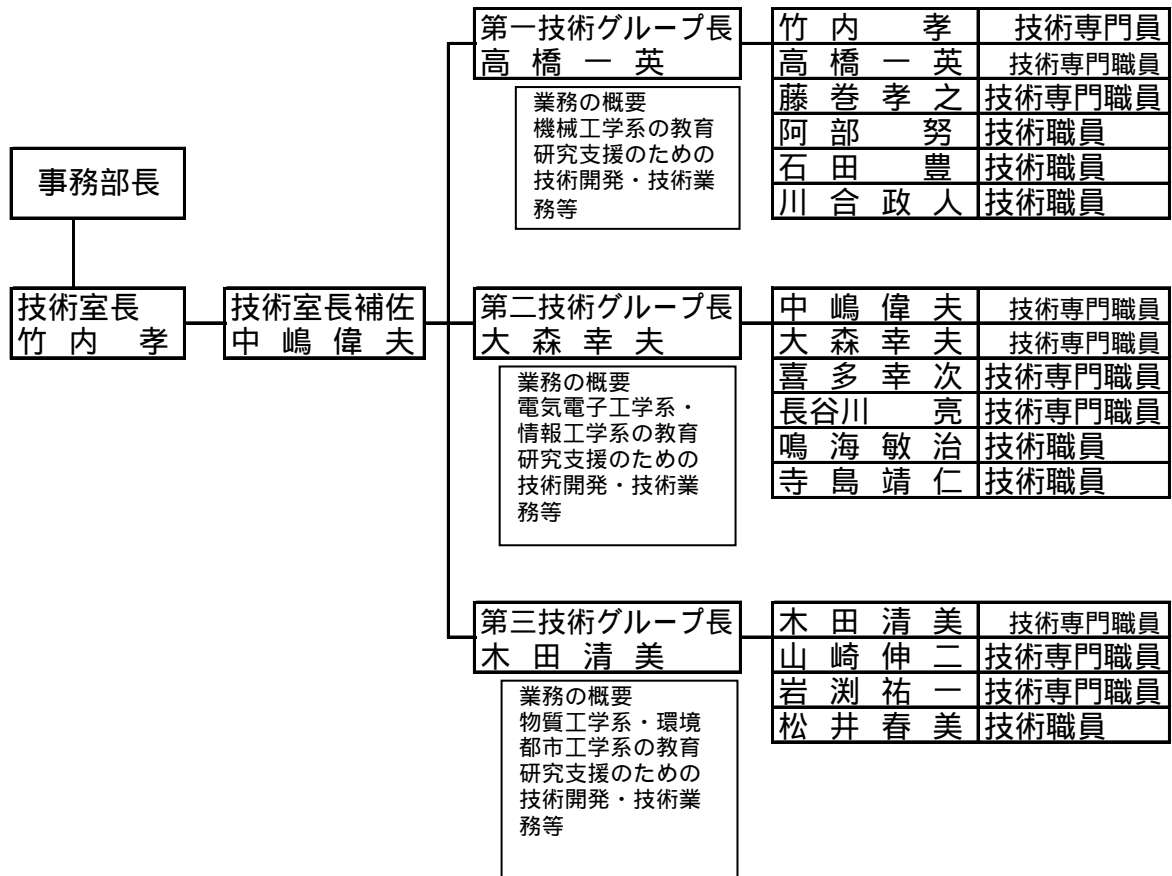 事務部長
技術室長
竹内 孝
技術室長補佐
中嶋偉夫
第一技術グループ長
高橋一英
業務の概要
機械工学系の教育
研究支援のための
技術開発・技術業
務等
竹内 孝 技術専門員
高橋一英 技術専門職員
藤巻孝之 技術専門職員
阿部 努 技術職員
石田 豊 技術職員
川合政人 技術職員
第二技術グループ長
大森幸夫
業務の概要
電気電子工学系・
情報工学系の教育
研究支援のための
技術開発・技術業
務等
中嶋偉夫 技術専門職員
大森幸夫 技術専門職員
喜多幸次 技術専門職員
長谷川 亮 技術専門職員
鳴海敏治 技術職員
寺島靖仁 技術職員
第三技術グループ長
木田清美
業務の概要
物質工学系・環境
都市工学系の教育
研究支援のための
技術開発・技術業
務等
木田清美 技術専門職員
山崎伸二 技術専門職員
岩渕祐一 技術専門職員
松井春美 技術職員